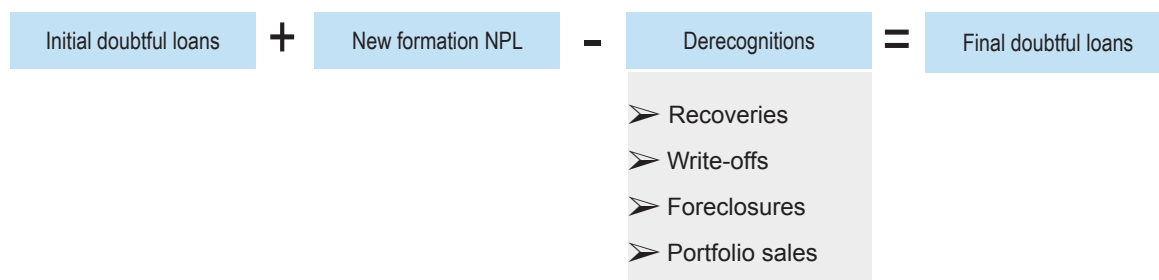 Initial doubtful loans + New formation NPL - Derecognitions = Final doubtful loans
➢ Recoveries
➢ Write-offs
➢ Foreclosures
➢ Portfolio sales